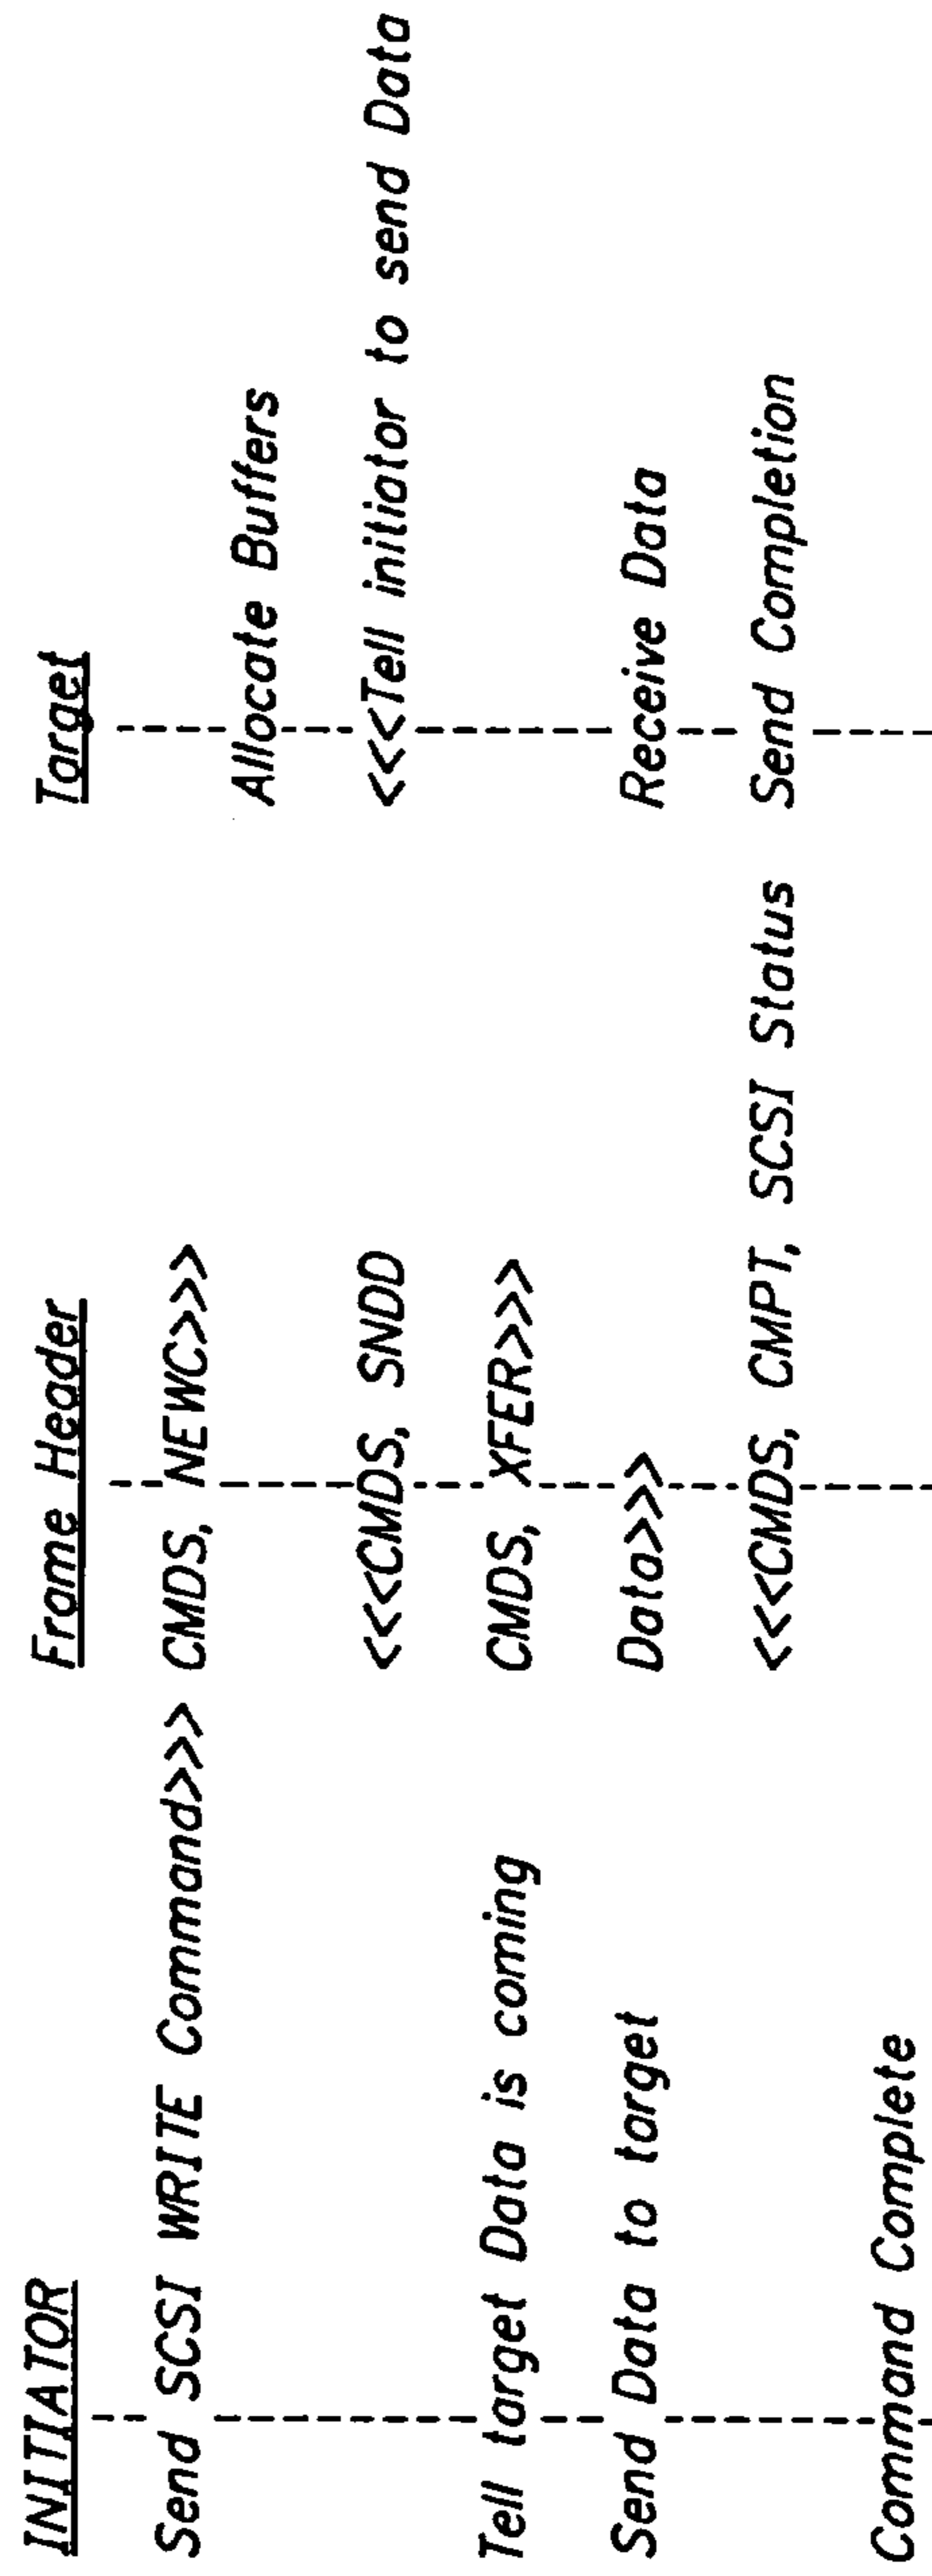 INITIATOR Frame Header Target
Send SCSI WRITE Command>>> CMDS, NEWC>>>
Allocate Buffers
<<<CMDS, SNDD <<<Tell initiator to send Data
Tell target Data is coming CMDS, XFER>>>
Send Data to target Data>>> Receive Data
<<<CMDS, CMPT, SCSI Status Send Completion
Command Complete